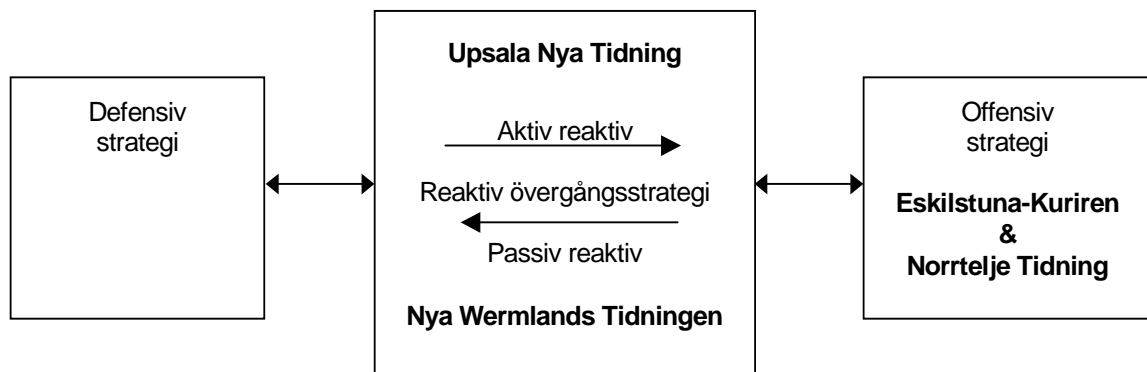 Defensiv
strategi
Upsala Nya Tidning
Aktiv reaktiv
Reaktiv övergångsstrategi
Passiv reaktiv
Nya Wermlands Tidningen
Offensiv
strategi
Eskilstuna-Kuriren
&
Norrtelje Tidning